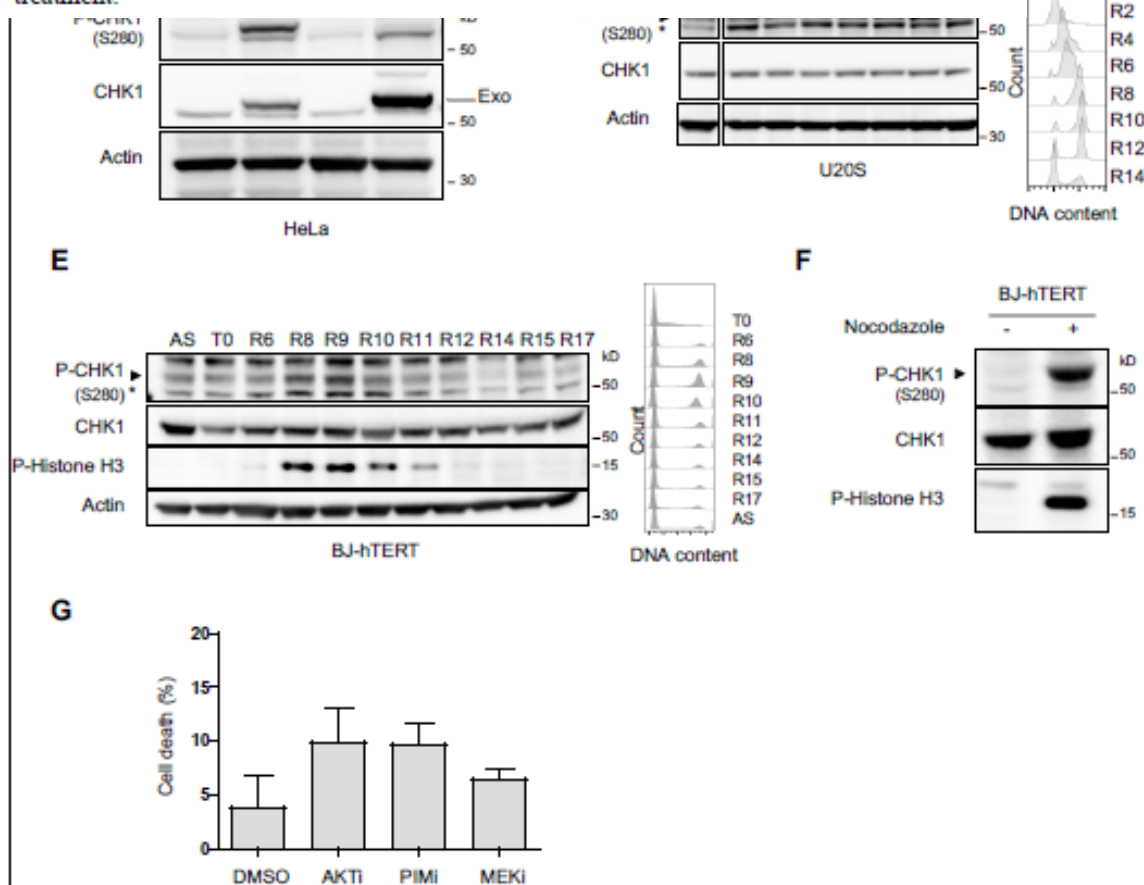 treatment.
P-CHK1
(S280)
kD
- 50
CHK1
Exo
- 50
Actin
- 30
HeLa
(S280) *
-50
CHK1
-50
Actin
-30
U20S
Count
R2
R4
R6
R8
R10
R12
R14
DNA content
E
AS T0 R6 R8 R9 R10 R11 R12 R14 R15 R17
kD
P-CHK1
(S280) *
-50
CHK1
-50
P-Histone H3
-15
Actin
-30
BJ-hTERT
Count
T0
R6
R8
R9
R10
R11
R12
R14
R15
R17
AS
DNA content
F
BJ-hTERT
Nocodazole - +
kD
P-CHK1
(S280)
-50
CHK1
-50
P-Histone H3
-15
G
Cell death (%)
20
15
10
5
0
DMSO AKTi PIMi MEKi